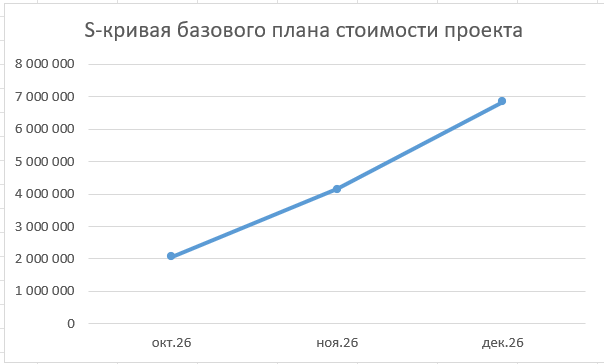 S-кривая базового плана стоимости проекта
8 000 000
7 000 000
6 000 000
5 000 000
4 000 000
3 000 000
2 000 000
1 000 000
0
окт.26 ноя.26 дек.26